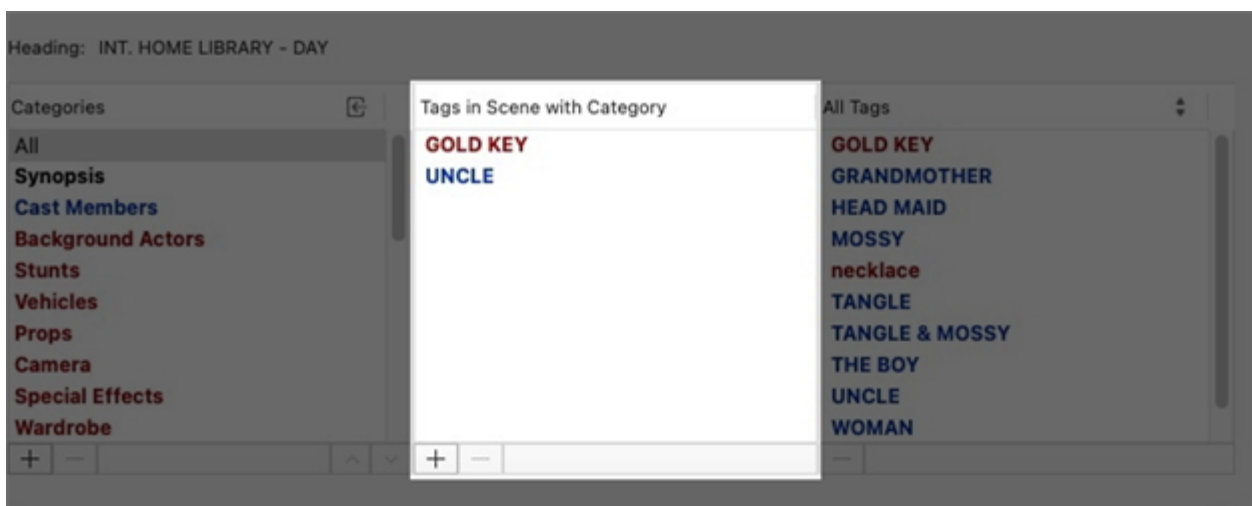 Heading: INT. HOME LIBRARY - DAY
Categories
All
Synopsis
Cast Members
Background Actors
Stunts
Vehicles
Props
Camera
Special Effects
Wardrobe
Tags in Scene with Category
GOLD KEY
UNCLE
All Tags
GOLD KEY
GRANDMOTHER
HEAD MAID
MOSSY
necklace
TANGLE
TANGLE & MOSSY
THE BOY
UNCLE
WOMAN